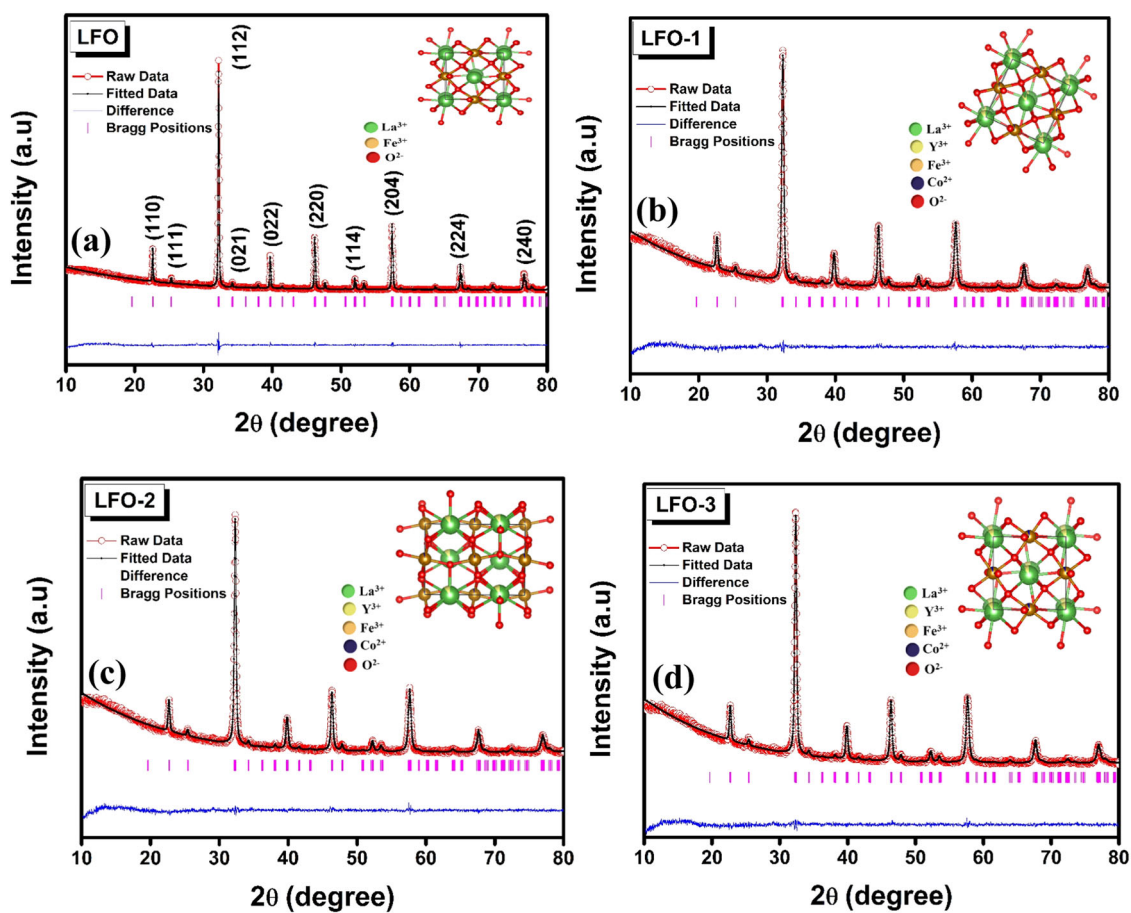 LFO
Raw Data
Fitted Data
Difference
Bragg Positions
La³⁺
Fe³⁺
O²⁻
(110)
(111)
(112)
(021)
(022)
(220)
(114)
(204)
(224)
(240)
(a)
Intensity (a.u)
10 20 30 40 50 60 70 80
2θ (degree)
LFO-1
Raw Data
Fitted Data
Difference
Bragg Positions
La³⁺
Y³⁺
Fe³⁺
Co²⁺
O²⁻
(b)
Intensity (a.u)
10 20 30 40 50 60 70 80
2θ (degree)
LFO-2
Raw Data
Fitted Data
Difference
Bragg Positions
La³⁺
Y³⁺
Fe³⁺
Co²⁺
O²⁻
(c)
Intensity (a.u)
10 20 30 40 50 60 70 80
2θ (degree)
LFO-3
Raw Data
Fitted Data
Difference
Bragg Positions
La³⁺
Y³⁺
Fe³⁺
Co²⁺
O²⁻
(d)
Intensity (a.u)
10 20 30 40 50 60 70 80
2θ (degree)